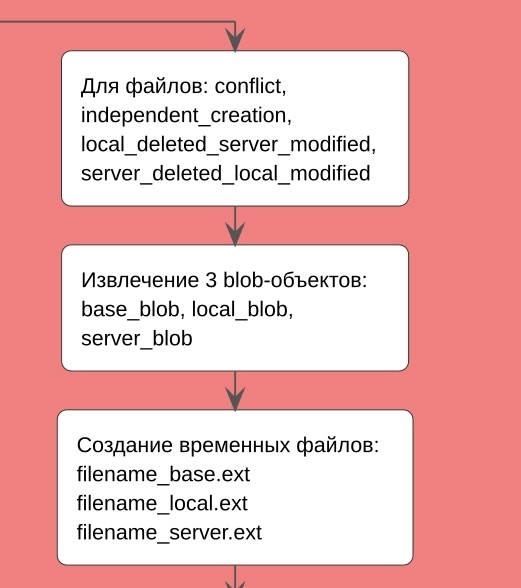 Для файлов: conflict,
independent_creation,
local_deleted_server_modified,
server_deleted_local_modified
Извлечение 3 blob-объектов:
base_blob, local_blob,
server_blob
Создание временных файлов:
filename_base.ext
filename_local.ext
filename_server.ext